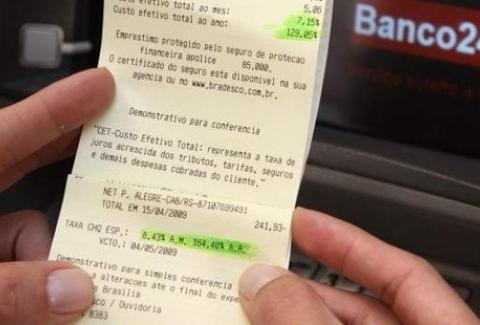 efetivo total ao mes: 5,06
Custo efetivo total ao ano: 7,15%
129,05%
Emprestimo protegido pelo seguro de protecao
financeira apolice 85,000.
O certificado do seguro esta disponivel na sua
agencia ou no www.bradesco.com.br.
Demonstrativo para conferencia
"CET-Custo Efetivo Total: representa a taxa de
juros acrescida dos tributos, tarifas, seguros
e demais despesas cobradas do cliente."
NET P. ALEGRE-CAB/RS-87107699491
TOTAL EM 15/04/2009 241,93-
TAXA CHQ ESP.: 8,43% A.M. 164,40% A.A.
VCTO.: 04/05/2009
Demonstrativo para simples conferencia
a alteracoes ate o final do expe
e Brasilia
co / Ouvidoria
8383
Banco24